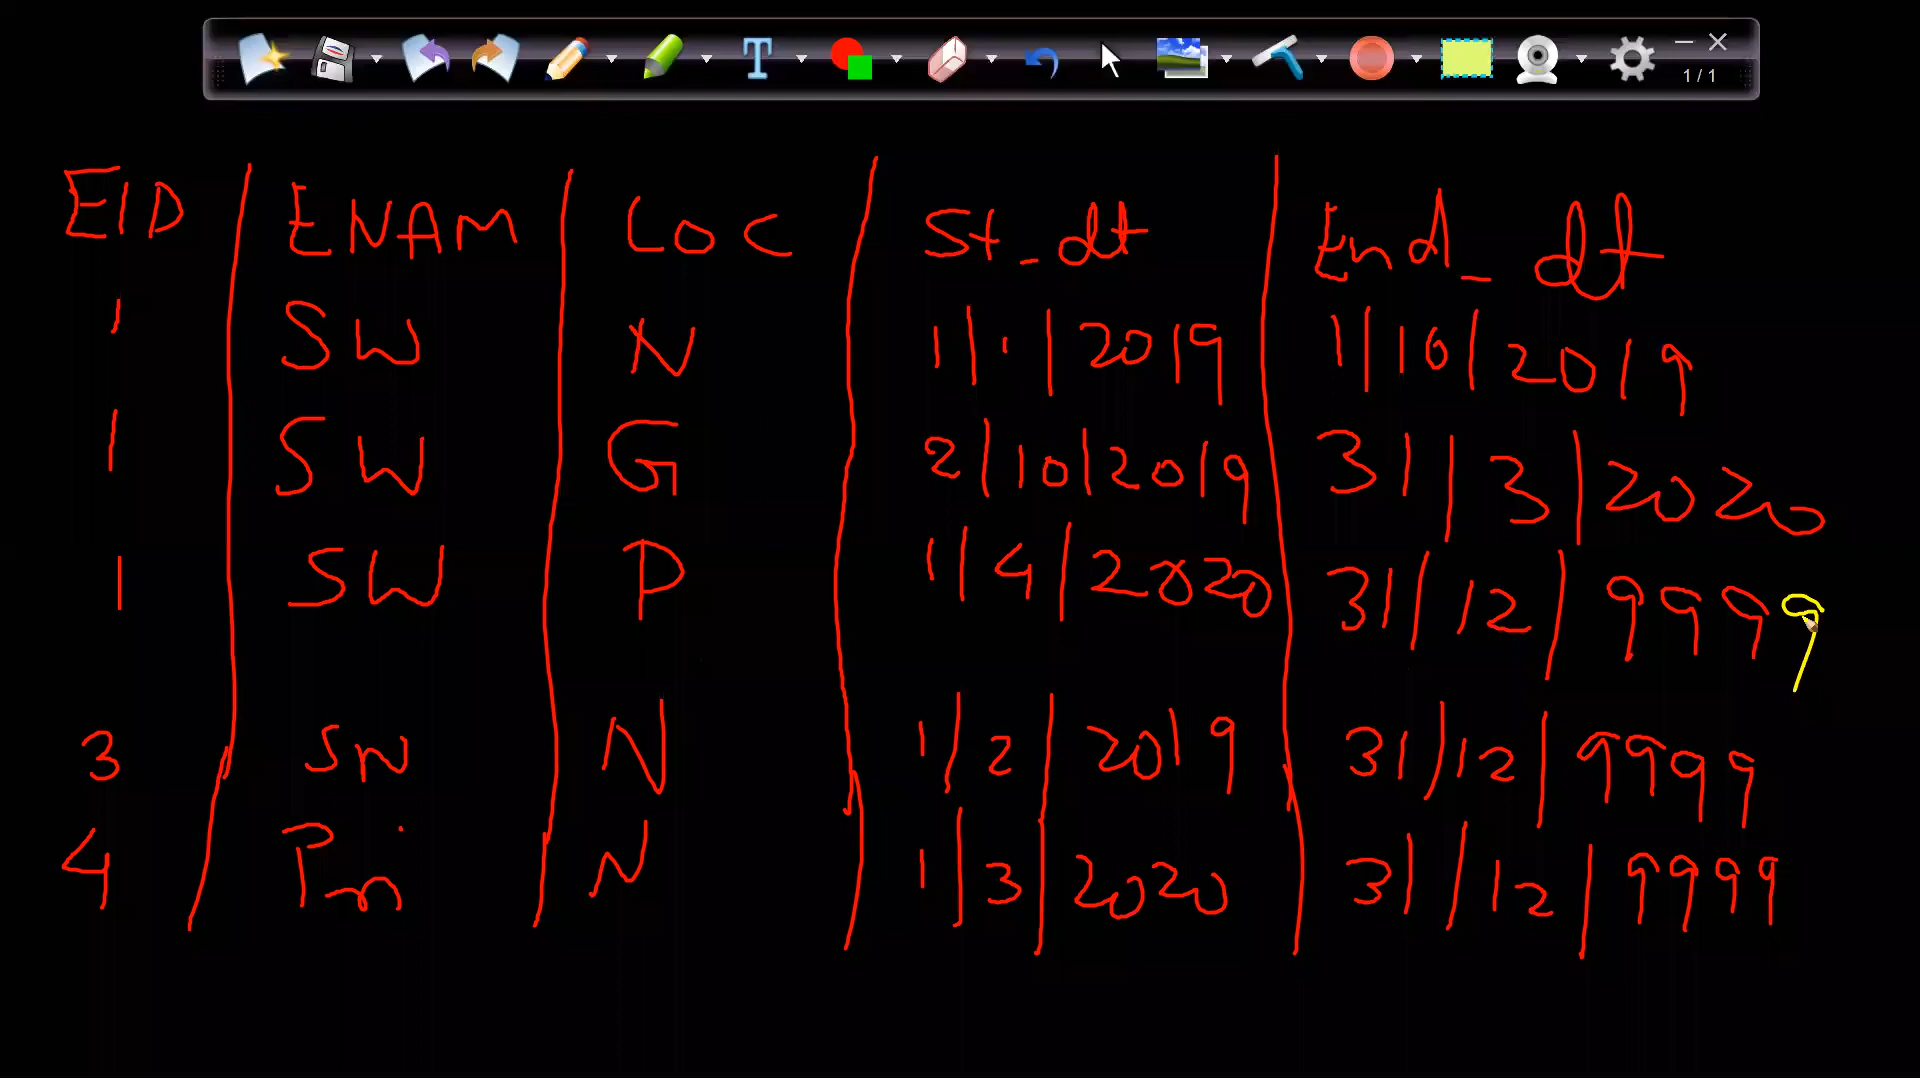 1 / 1
EID ENAM LOC St_dt End_dt
1 SW N 1/1/2019 1/10/2019
1 SW G 2/10/2019 31/3/2020
1 SW P 1/4/2020 31/12/9999
3 SN N 1/2/2019 31/12/9999
4 Pri N 1/3/2020 31/12/9999